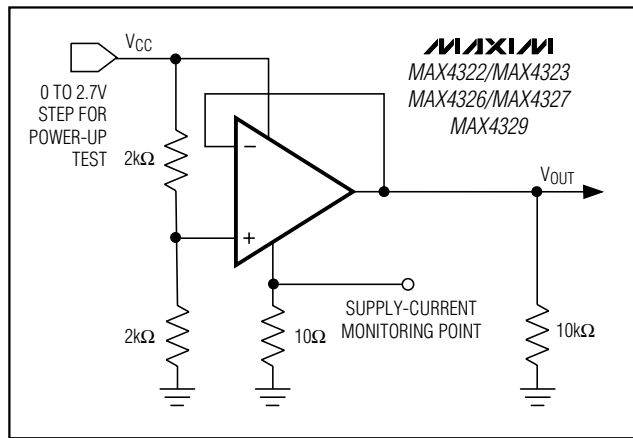 VCC
0 TO 2.7V
STEP FOR
POWER-UP
TEST
MAXIM
MAX4322/MAX4323
MAX4326/MAX4327
MAX4329
2kΩ
−
+
VOUT
SUPPLY-CURRENT
MONITORING POINT
2kΩ
10Ω
10kΩ